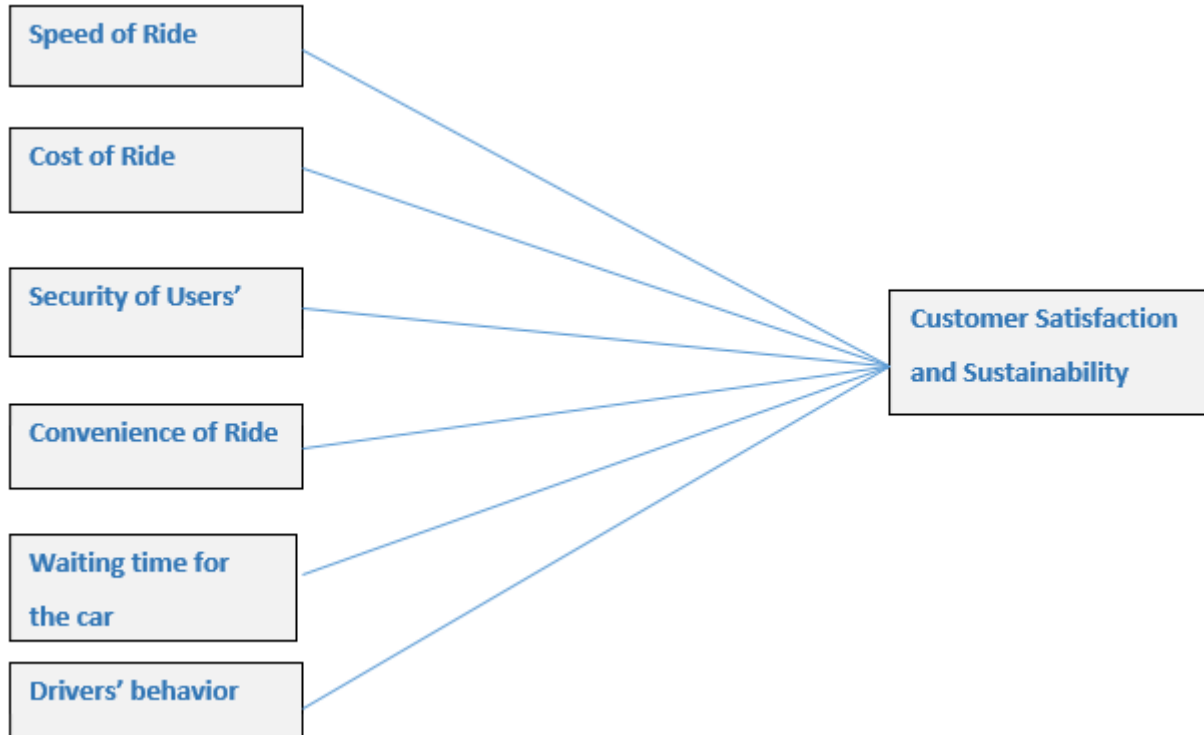 Speed of Ride
Cost of Ride
Security of Users’
Convenience of Ride
Waiting time for
the car
Drivers’ behavior
Customer Satisfaction
and Sustainability